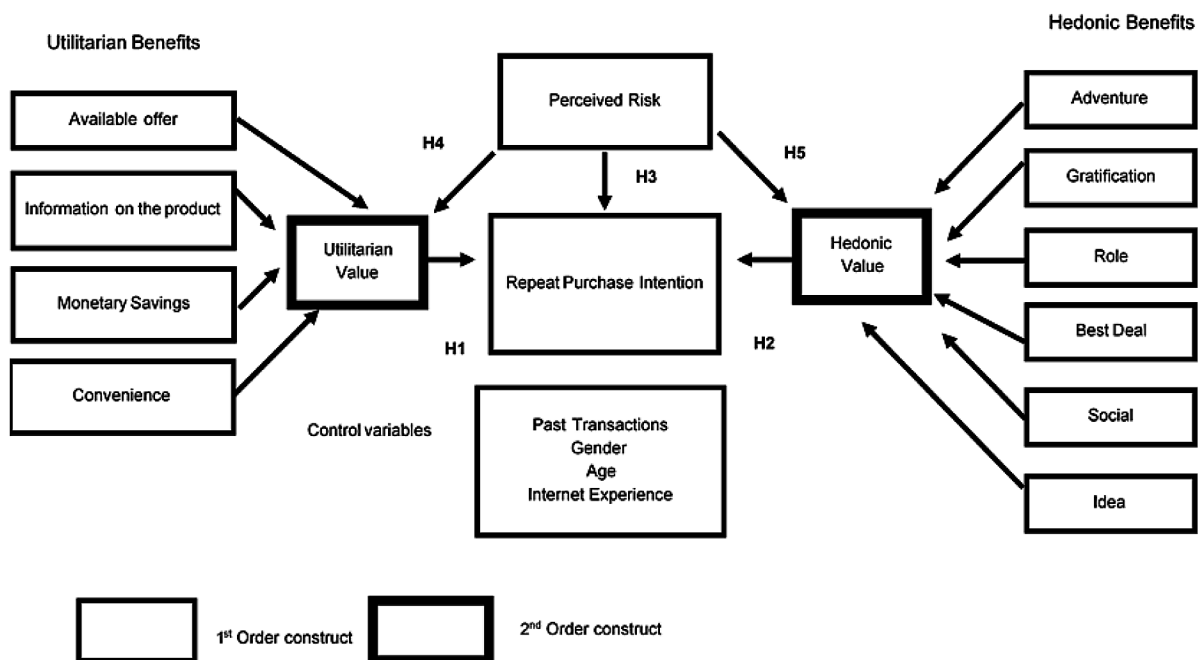 Utilitarian Benefits
Hedonic Benefits
Available offer
Information on the product
Monetary Savings
Convenience
Perceived Risk
H4
H3
H5
Utilitarian
Value
Repeat Purchase Intention
Hedonic
Value
H1
H2
Adventure
Gratification
Role
Best Deal
Social
Idea
Control variables
Past Transactions
Gender
Age
Internet Experience
1st Order construct
2nd Order construct